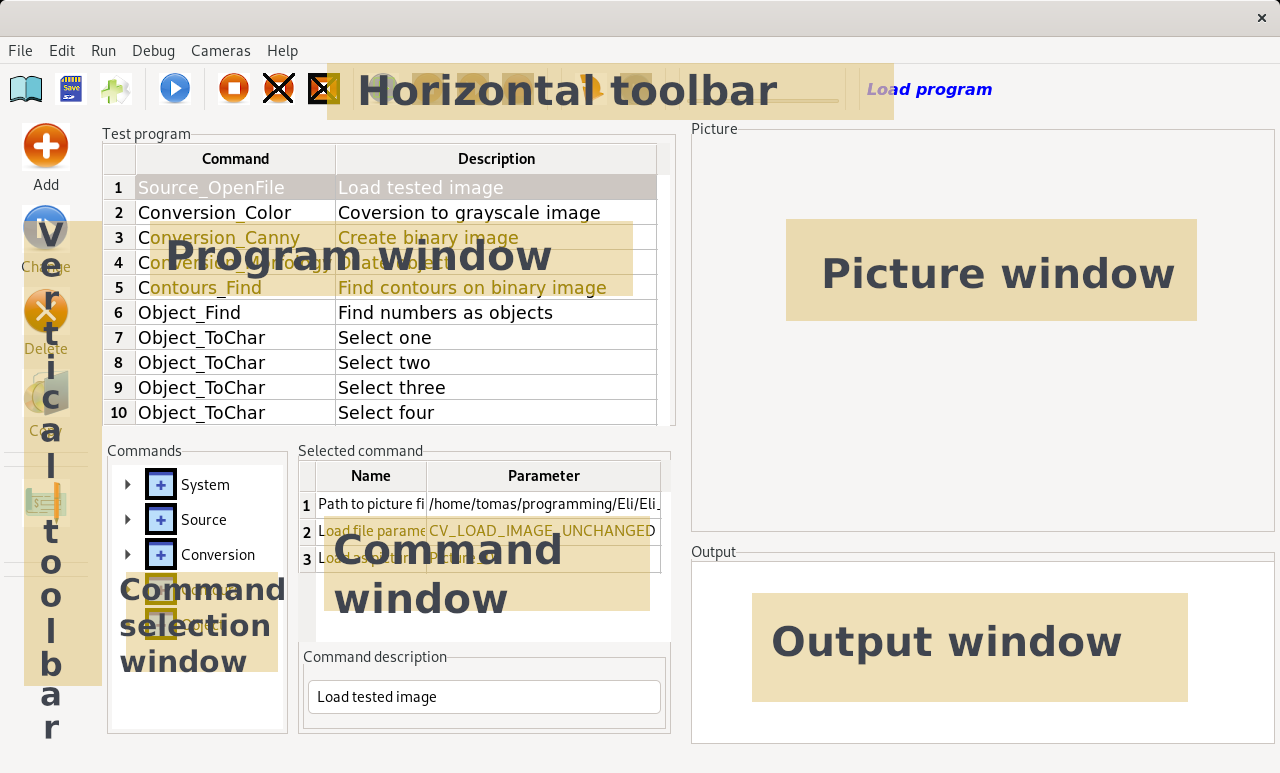 ×
File Edit Run Debug Cameras Help
Save
Horizontal toolbar
Load program
Add
Change
Delete
Copy
Vertical toolbar
Test program
Command Description
1 Source_OpenFile Load tested image
2 Conversion_Color Coversion to grayscale image
3 Conversion_Canny Create binary image
4 Conversion_Morfology Dilate object
5 Contours_Find Find contours on binary image
6 Object_Find Find numbers as objects
7 Object_ToChar Select one
8 Object_ToChar Select two
9 Object_ToChar Select three
10 Object_ToChar Select four
Program window
Picture
Picture window
Commands
System
Source
Conversion
Object
Command
selection
window
Selected command
Name Parameter
1 Path to picture fi /home/tomas/programming/Eli/Eli_
2 Load file parame CV_LOAD_IMAGE_UNCHANGED
3 Load as picture Picture
Command
window
Command description
Load tested image
Output
Output window